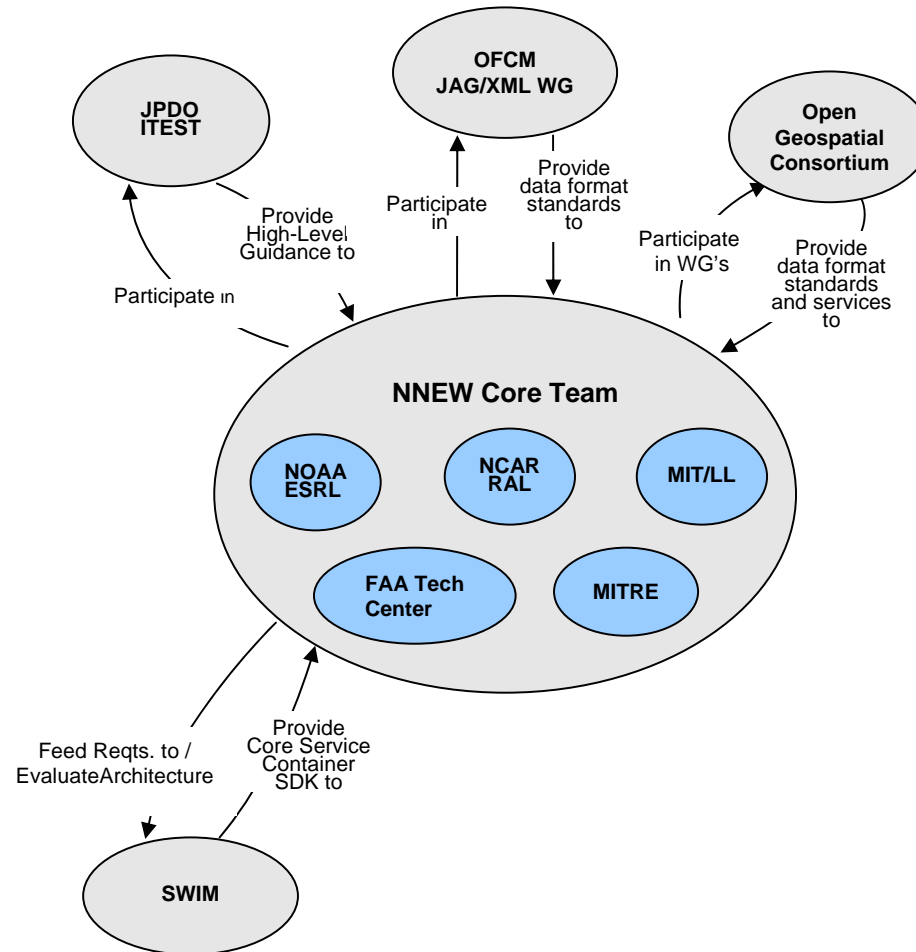 OFCM
JAG/XML WG
JPDO
ITEST
Open
Geospatial
Consortium
Provide
High-Level
Guidance to
Participate
in
Provide
data format
standards
to
Participate
in WG's
Provide
data format
standards
and services
to
Participate in
NNEW Core Team
NOAA
ESRL
NCAR
RAL
MIT/LL
FAA Tech
Center
MITRE
Feed Reqts. to /
EvaluateArchitecture
Provide
Core Service
Container
SDK to
SWIM